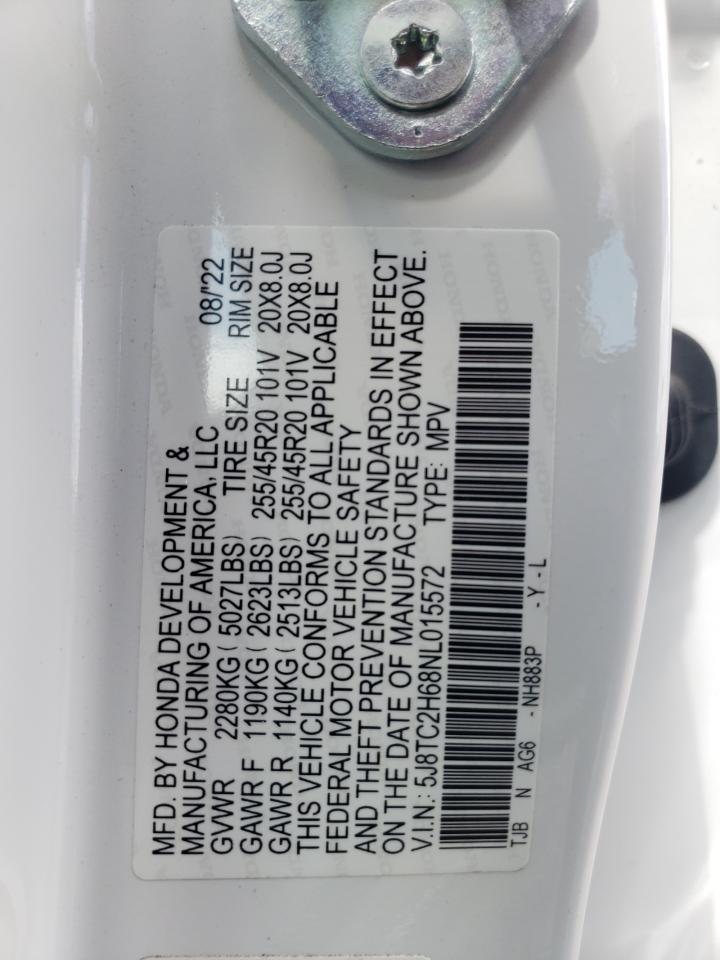 MFD. BY HONDA DEVELOPMENT &
MANUFACTURING OF AMERICA, LLC 08/'22
GVWR 2280KG( 5027LBS) TIRE SIZE RIM SIZE
GAWR F 1190KG( 2623LBS) 255/45R20 101V 20X8.0J
GAWR R 1140KG( 2513LBS) 255/45R20 101V 20X8.0J
THIS VEHICLE CONFORMS TO ALL APPLICABLE
FEDERAL MOTOR VEHICLE SAFETY
AND THEFT PREVENTION STANDARDS IN EFFECT
ON THE DATE OF MANUFACTURE SHOWN ABOVE.
V.I.N.: 5J8TC2H68NL015572 TYPE: MPV
TJB N AG6 - NH883P - Y - L